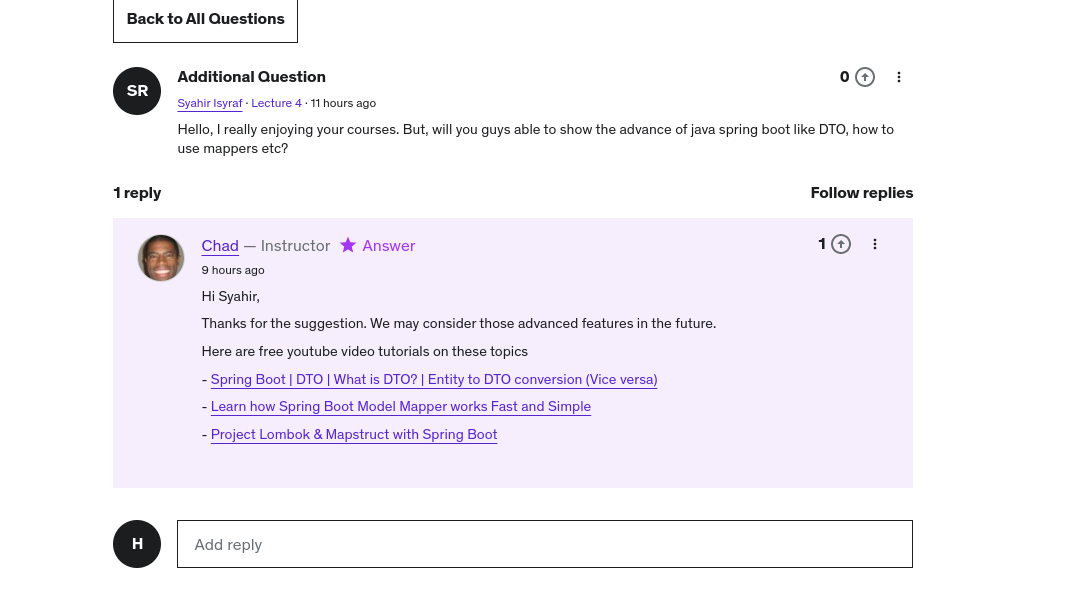 Back to All Questions
SR
Additional Question
0
Syahir Isyraf · Lecture 4 · 11 hours ago
Hello, I really enjoying your courses. But, will you guys able to show the advance of java spring boot like DTO, how to
use mappers etc?
1 reply
Follow replies
Chad — Instructor ★ Answer
1
9 hours ago
Hi Syahir,
Thanks for the suggestion. We may consider those advanced features in the future.
Here are free youtube video tutorials on these topics
- Spring Boot | DTO | What is DTO? | Entity to DTO conversion (Vice versa)
- Learn how Spring Boot Model Mapper works Fast and Simple
- Project Lombok & Mapstruct with Spring Boot
H
Add reply